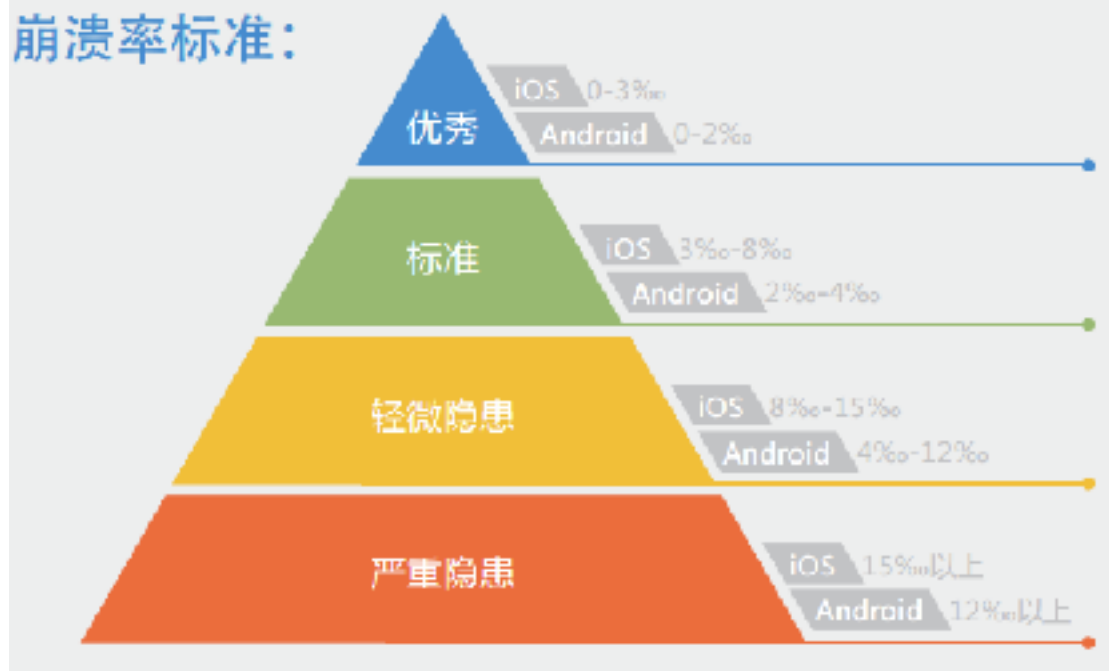 崩溃率标准:
iOS 0-3‰
优秀
Android 0-2‰
iOS 3‰-8‰
标准
Android 2‰-4‰
iOS 8‰-15‰
轻微隐患
Android 4‰-12‰
iOS 15‰以上
严重隐患
Android 12‰以上